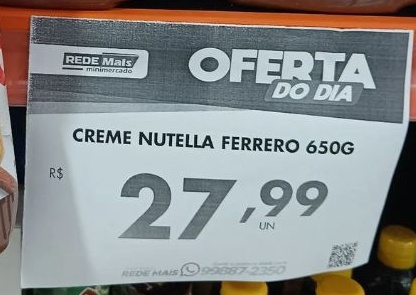 REDE Mais
minimercado
OFERTA
DO DIA
CREME NUTELLA FERRERO 650G
R$
27,99
UN
REDE MAIS 99887-2350